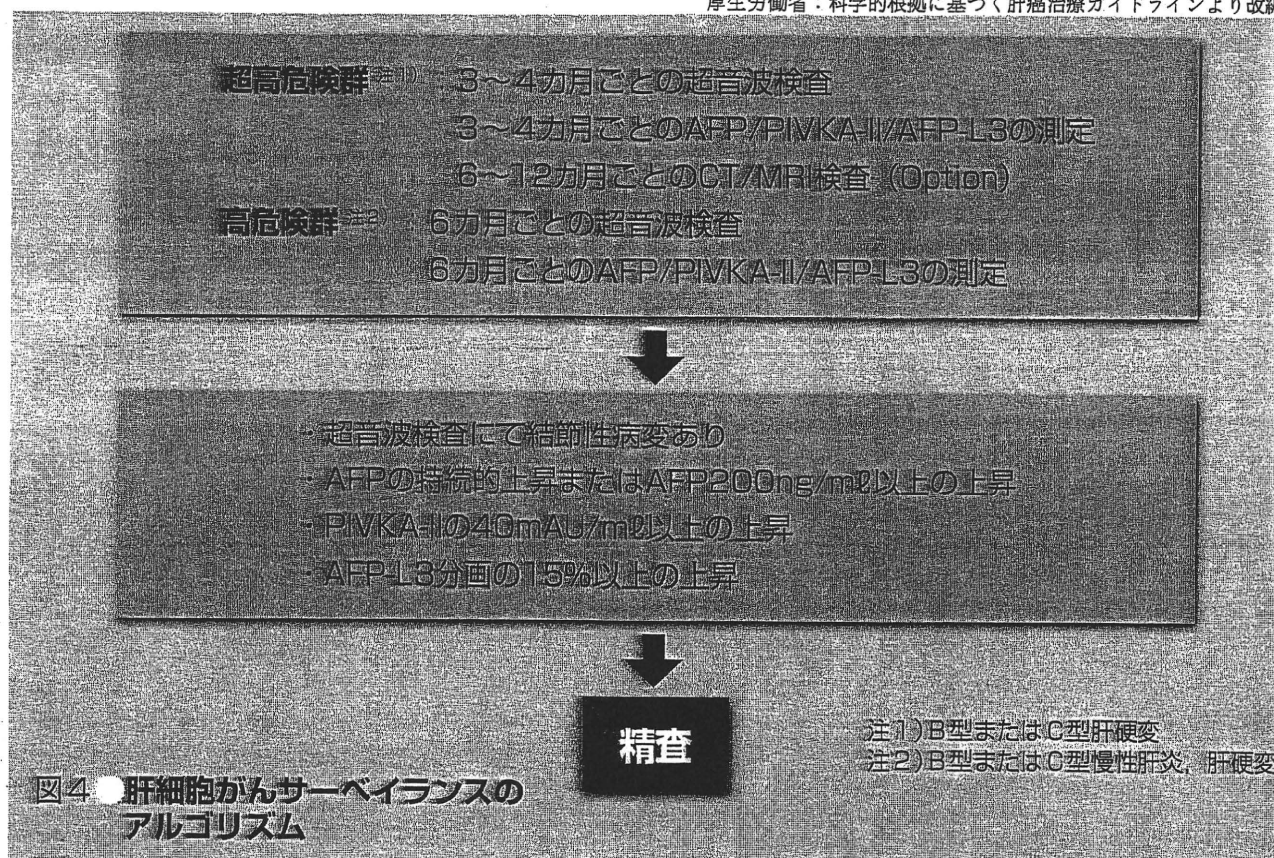 厚生労働省：科学的根拠に基づく肝癌治療ガイドラインより改編
超高危険群 注1) 3〜4カ月ごとの超音波検査
3〜4カ月ごとのAFP/PIVKA-II/AFP-L3の測定
6〜12カ月ごとのCT/MRI検査（Option）
高危険群 注2) 6カ月ごとの超音波検査
6カ月ごとのAFP/PIVKA-II/AFP-L3の測定
・超音波検査にて結節性病変あり
・AFPの持続的上昇またはAFP200ng/mℓ以上の上昇
・PIVKA-IIの40mAU/mℓ以上の上昇
・AFP-L3分画の15%以上の上昇
精査
注1）B型またはC型肝硬変
注2）B型またはC型慢性肝炎，肝硬変
図4 肝細胞がんサーベイランスの
アルゴリズム